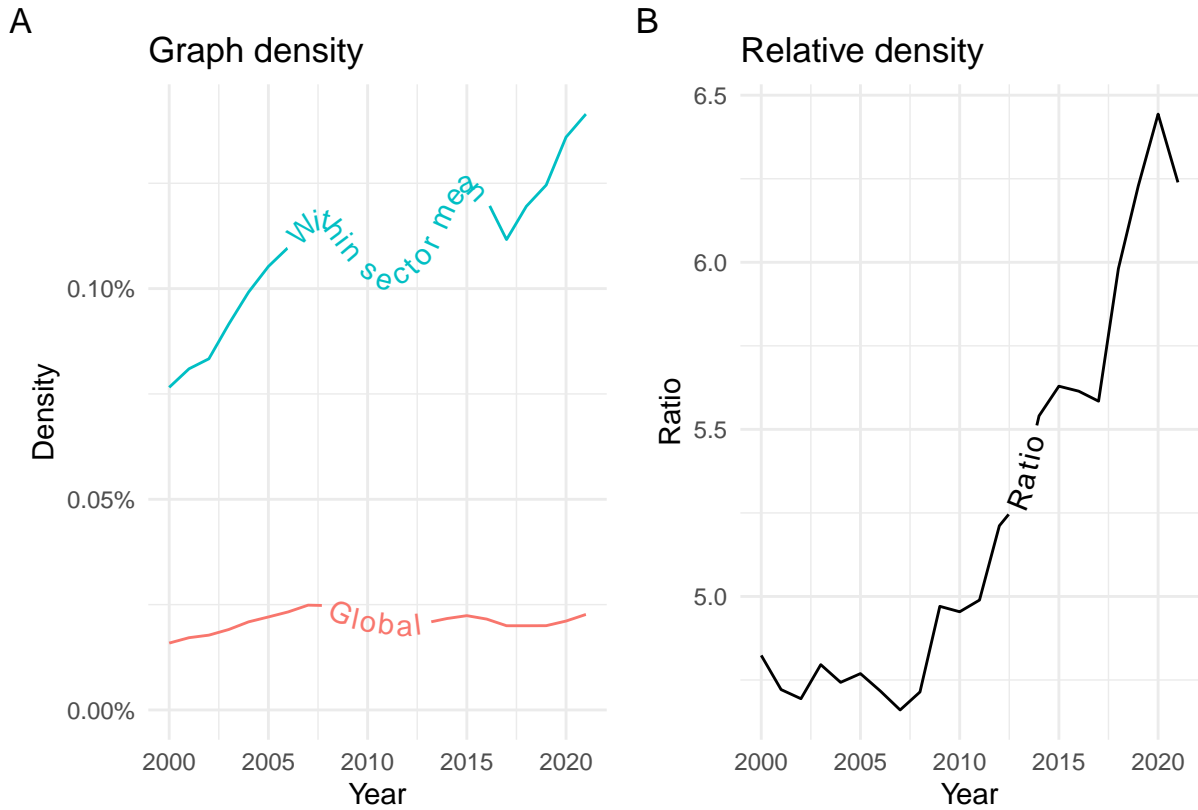 A
Graph density
Within sector mean
0.10%
0.05%
0.00%
Global
Density
2000 2005 2010 2015 2020
Year
B
Relative density
6.5
6.0
5.5
5.0
Ratio
Ratio
2000 2005 2010 2015 2020
Year